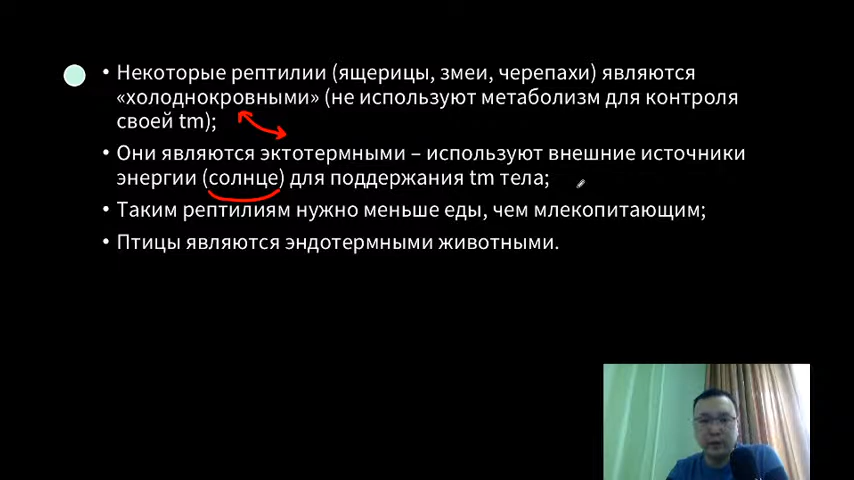 • Некоторые рептилии (ящерицы, змеи, черепахи) являются
«холоднокровными» (не используют метаболизм для контроля
своей tm);
• Они являются эктотермными – используют внешние источники
энергии (солнце) для поддержания tm тела;
• Таким рептилиям нужно меньше еды, чем млекопитающим;
• Птицы являются эндотермными животными.